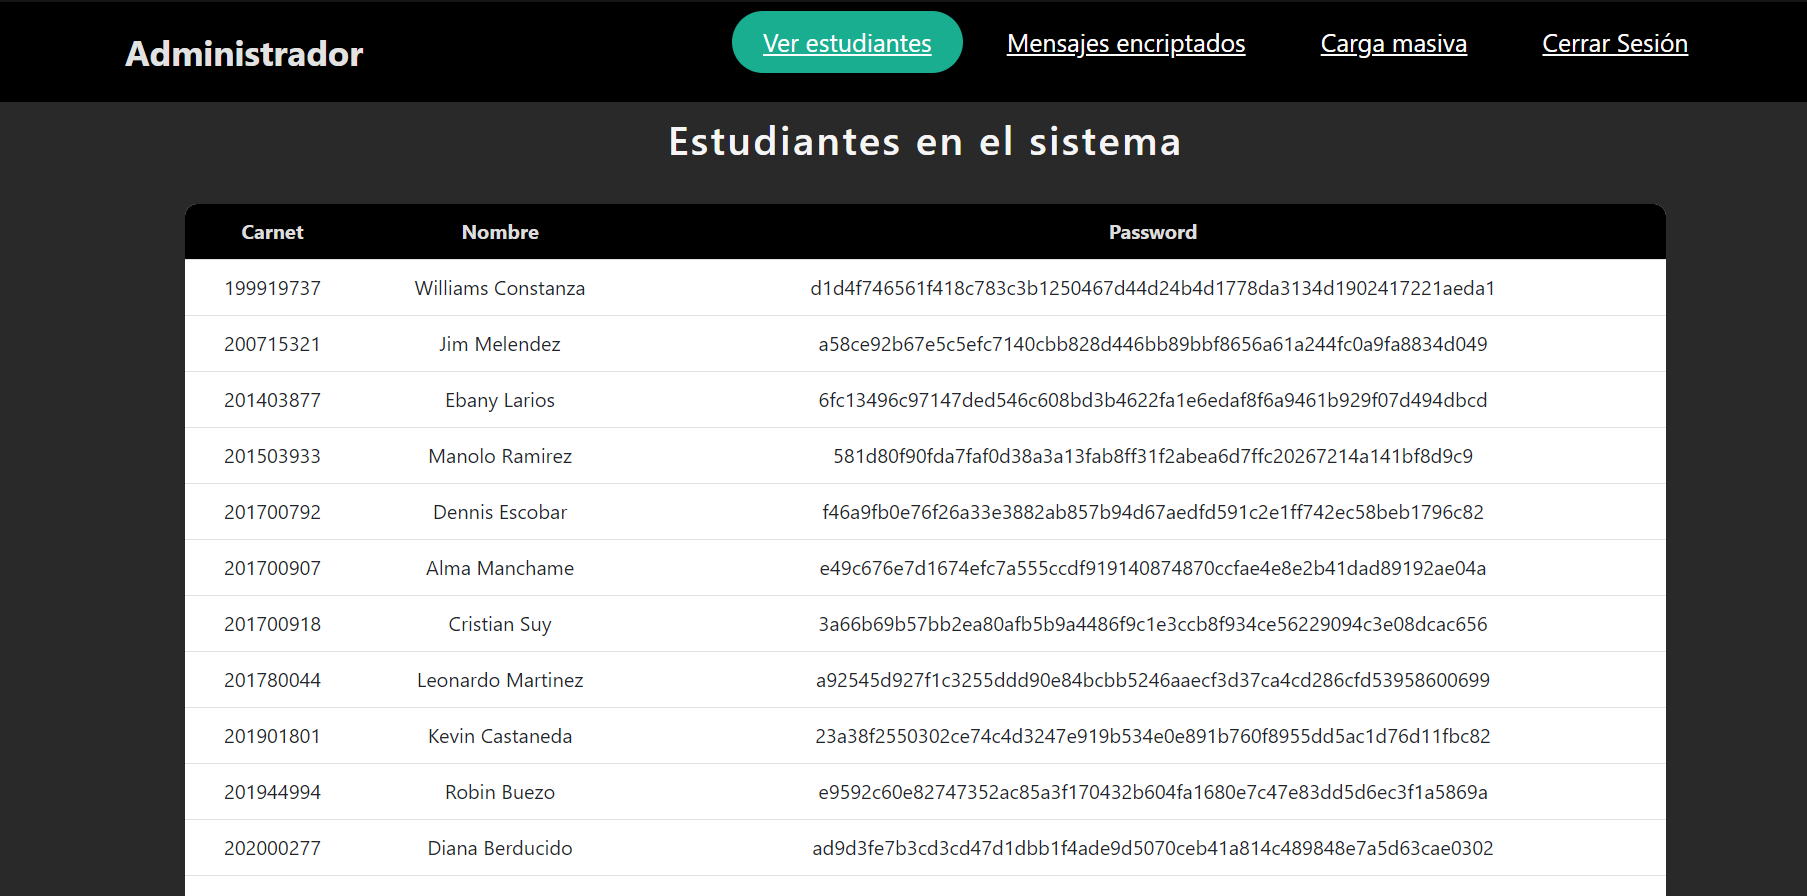 Administrador Ver estudiantes Mensajes encriptados Carga masiva Cerrar Sesión
Estudiantes en el sistema
Carnet Nombre Password
199919737 Williams Constanza d1d4f746561f418c783c3b1250467d44d24b4d1778da3134d1902417221aeda1
200715321 Jim Melendez a58ce92b67e5c5efc7140cbb828d446bb89bbf8656a61a244fc0a9fa8834d049
201403877 Ebany Larios 6fc13496c97147ded546c608bd3b4622fa1e6edaf8f6a9461b929f07d494dbcd
201503933 Manolo Ramirez 581d80f90fda7faf0d38a3a13fab8ff31f2abea6d7ffc20267214a141bf8d9c9
201700792 Dennis Escobar f46a9fb0e76f26a33e3882ab857b94d67aedfd591c2e1ff742ec58beb1796c82
201700907 Alma Manchame e49c676e7d1674efc7a555ccdf919140874870ccfae4e8e2b41dad89192ae04a
201700918 Cristian Suy 3a66b69b57bb2ea80afb5b9a4486f9c1e3ccb8f934ce56229094c3e08dcac656
201780044 Leonardo Martinez a92545d927f1c3255ddd90e84bcbb5246aaecf3d37ca4cd286cfd53958600699
201901801 Kevin Castaneda 23a38f2550302ce74c4d3247e919b534e0e891b760f8955dd5ac1d76d11fbc82
201944994 Robin Buezo e9592c60e82747352ac85a3f170432b604fa1680e7c47e83dd5d6ec3f1a5869a
202000277 Diana Berducido ad9d3fe7b3cd3cd47d1dbb1f4ade9d5070ceb41a814c489848e7a5d63cae0302